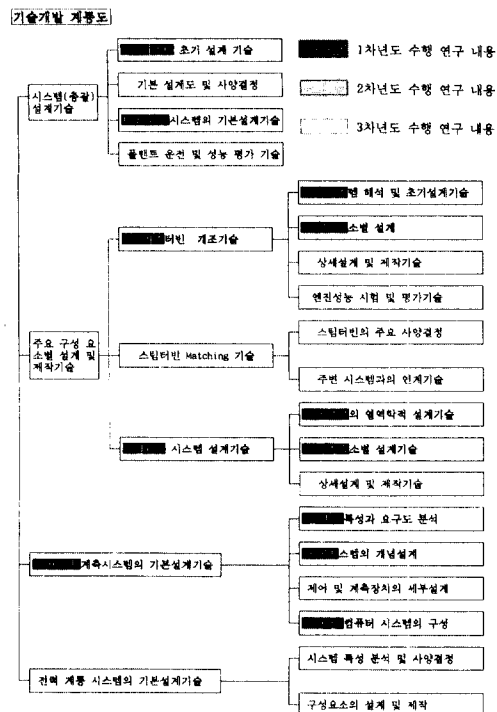 기술개발 계통도
초기 설계 기술
1차년도 수행 연구 내용
기본 설계도 및 사양결정
2차년도 수행 연구 내용
시스템(총괄)
설계기술
시스템의 기본설계기술
3차년도 수행 연구 내용
플랜트 운전 및 성능 평가 기술
템 해석 및 초기설계기술
터빈 개조기술
소별 설계
상세설계 및 제작기술
엔진성능 시험 및 평가기술
주요 구성 요
소별 설계 및
제작기술
스팀터빈 Matching 기술
스팀터빈의 주요 사양결정
주변 시스템과의 연계기술
의 열역학적 설계기술
시스템 설계기술
소별 설계기술
상세설계 및 제작기술
특성과 요구도 분석
계측시스템의 기본설계기술
스템의 개념설계
제어 및 계측장치의 세부설계
컴퓨터 시스템의 구성
전력 계통 시스템의 기본설계기술
시스템 특성 분석 및 사양결정
구성요소의 설계 및 제작